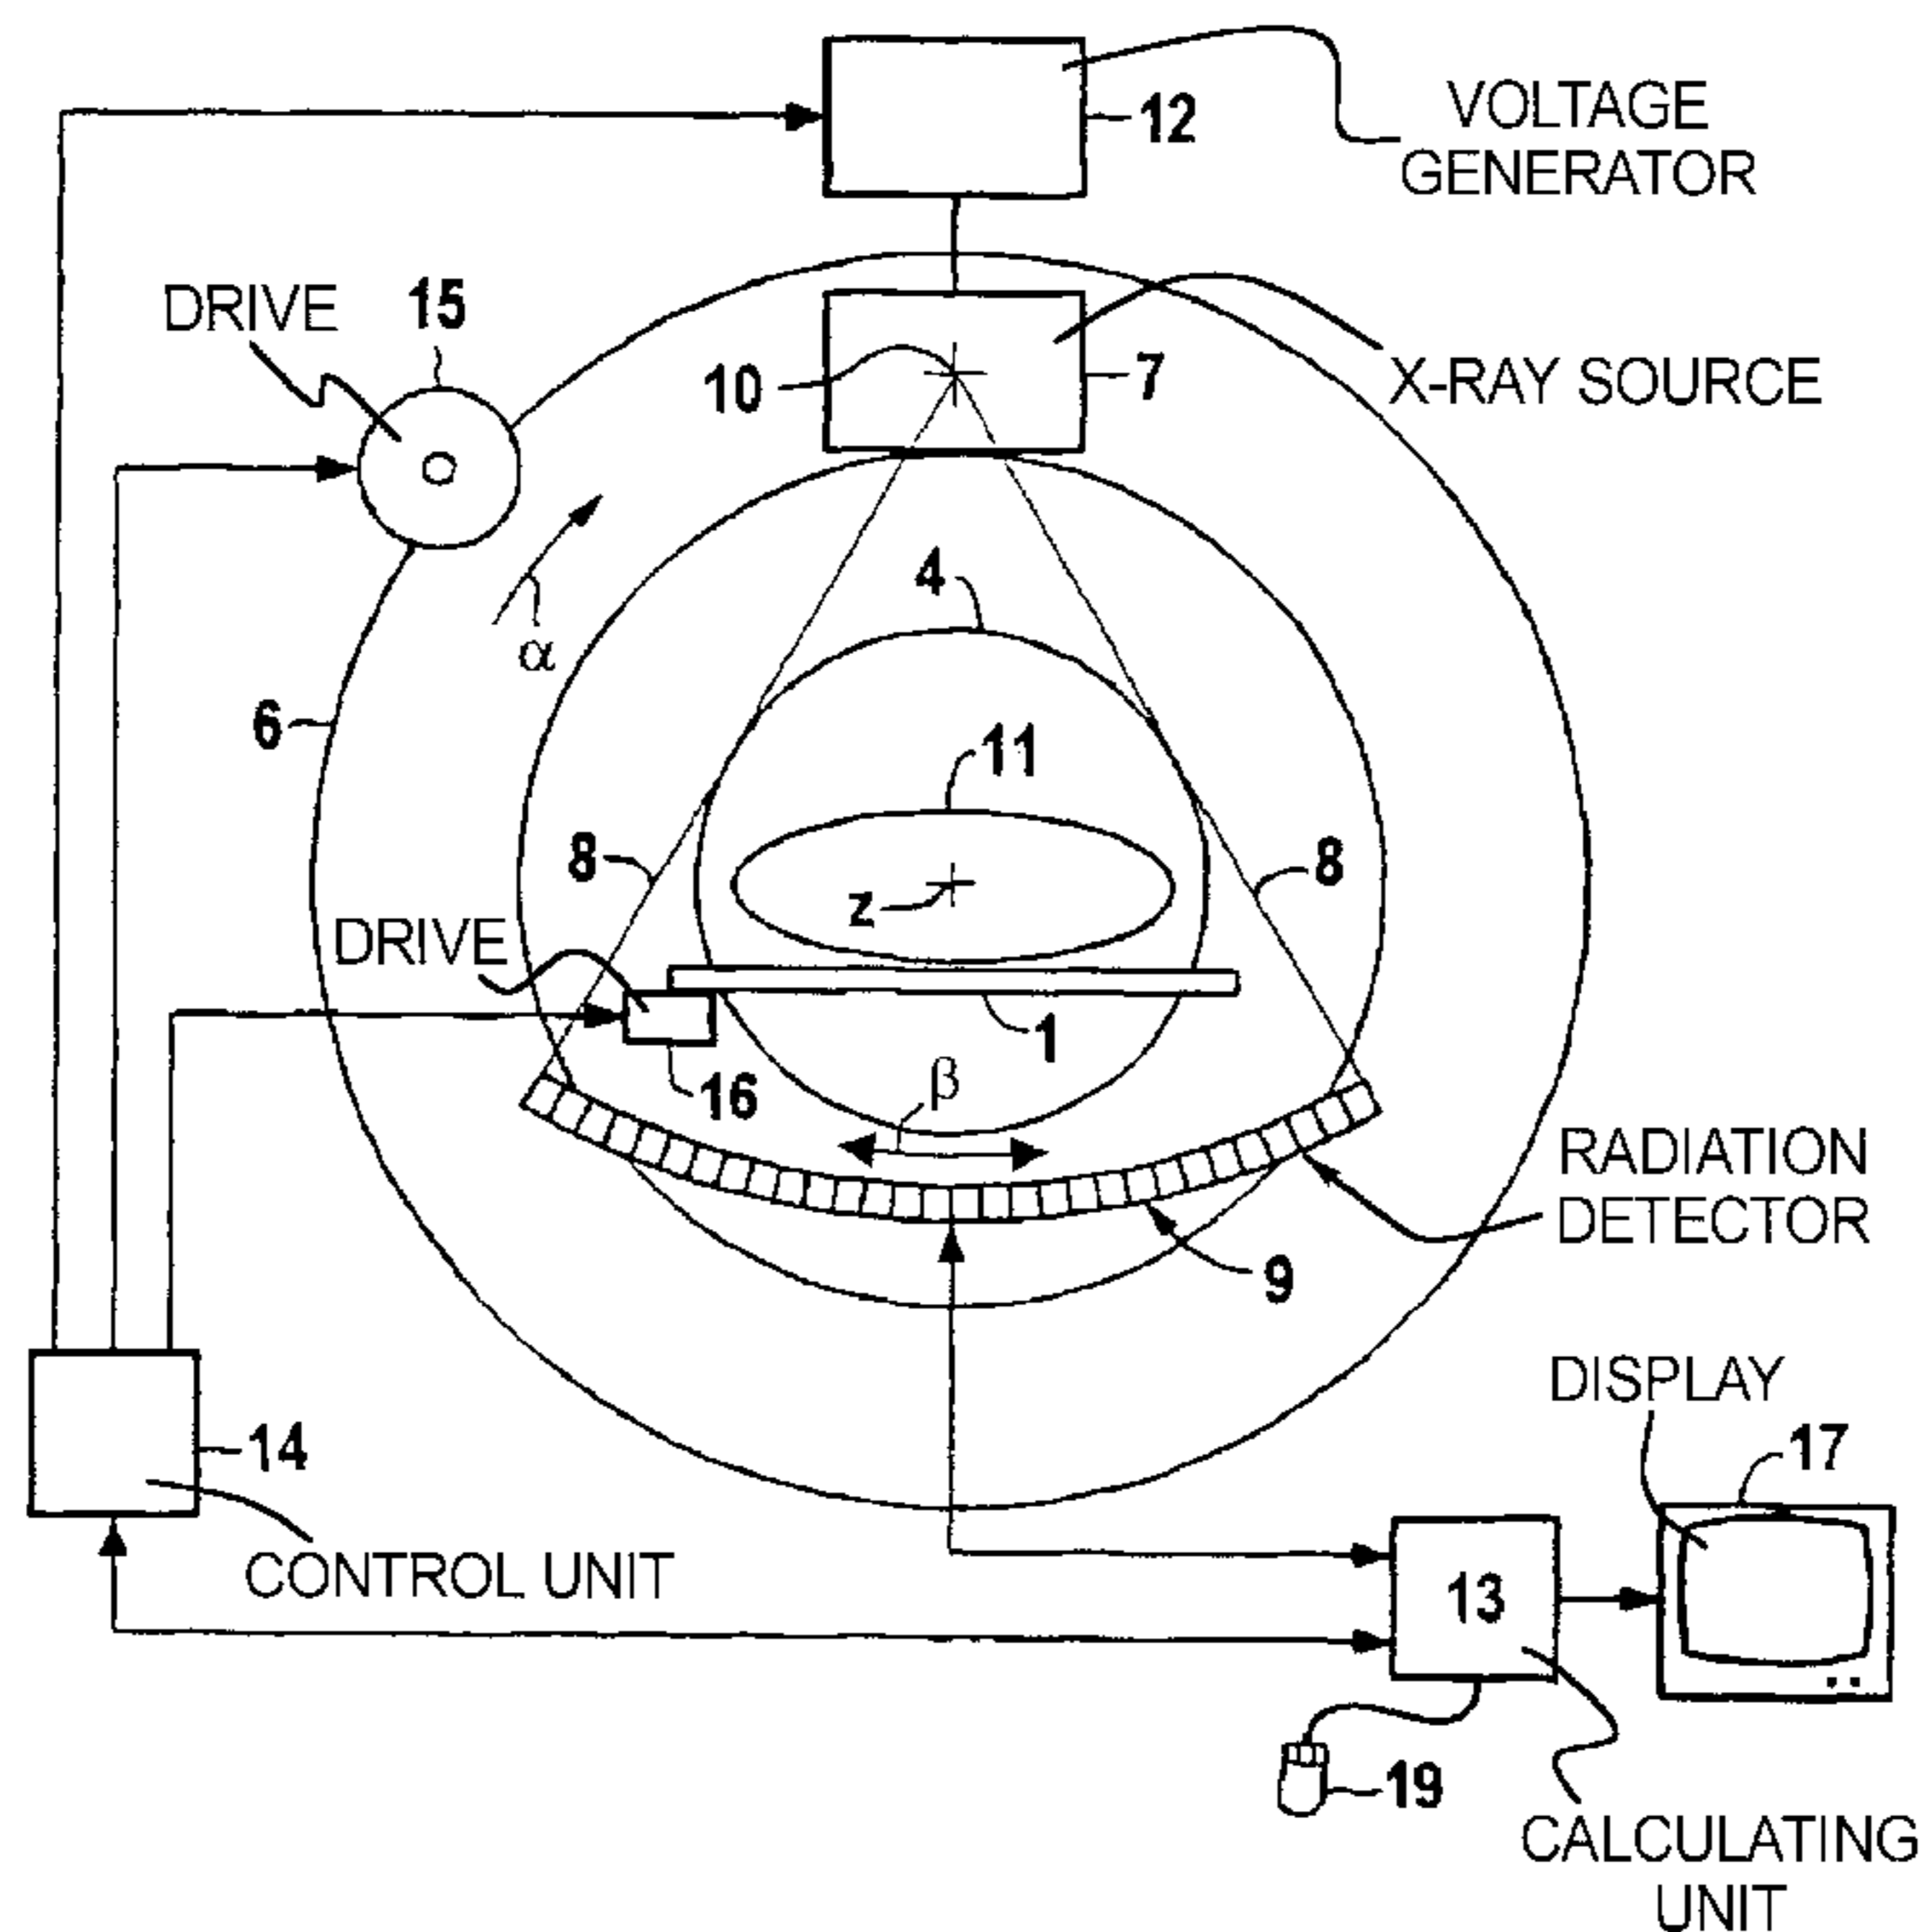 12
VOLTAGE
GENERATOR
DRIVE
15
10
7
X-RAY SOURCE
α
4
6
11
8
8
z
DRIVE
1
16
β
RADIATION
DETECTOR
9
DISPLAY
17
14
CONTROL UNIT
13
19
CALCULATING
UNIT